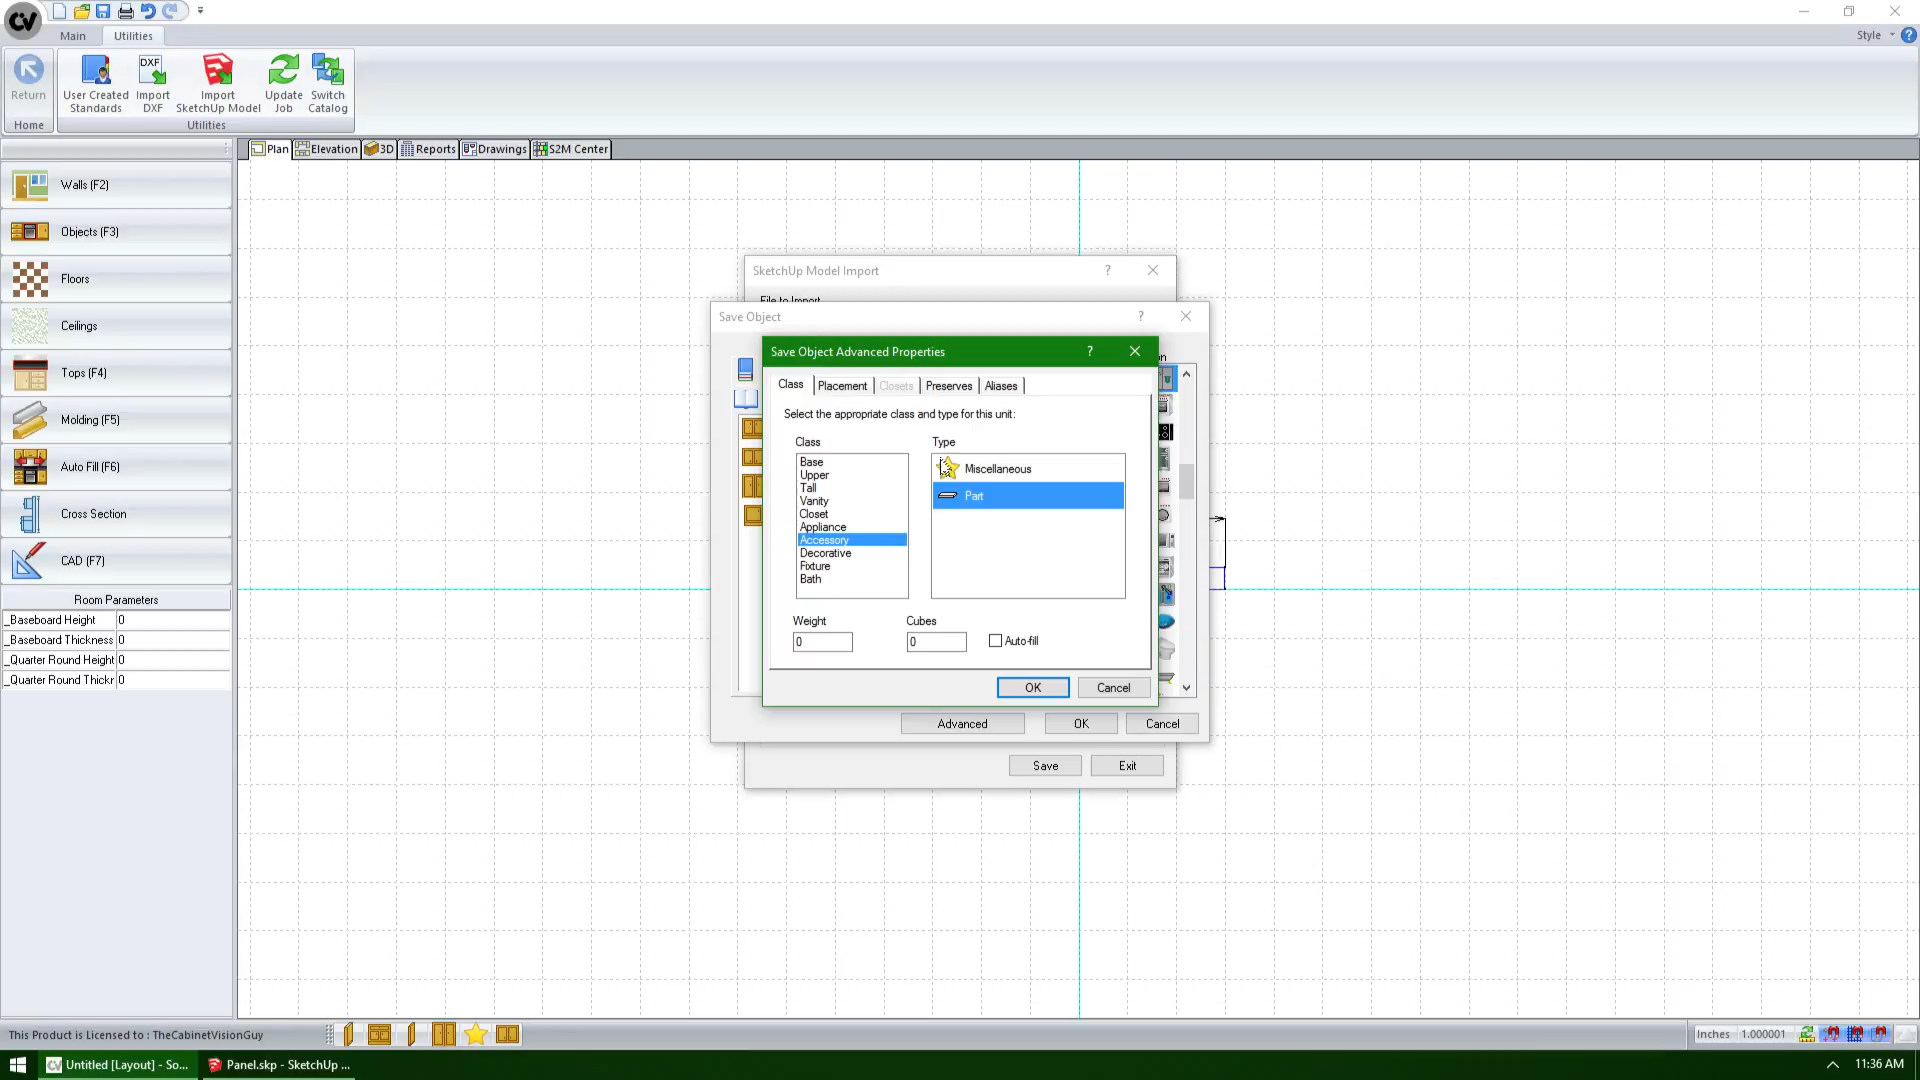 CV
Main
Utilities
Style
Return
User Created
Standards
DXF
Import
DXF
Import
SketchUp Model
Update
Job
Switch
Catalog
Home
Utilities
Plan
Elevation
3D
Reports
Drawings
S2M Center
Walls (F2)
Objects (F3)
Floors
Ceilings
Tops (F4)
Molding (F5)
Auto Fill (F6)
Cross Section
CAD (F7)
Room Parameters
_Baseboard Height 0
_Baseboard Thickness 0
_Quarter Round Height 0
_Quarter Round Thickr 0
SketchUp Model Import ?
File to Import
Save Object ?
Save Object Advanced Properties ?
Class
Placement
Closets
Preserves
Aliases
Select the appropriate class and type for this unit:
Class
Type
Base
Upper
Tall
Vanity
Closet
Appliance
Accessory
Decorative
Fixture
Bath
Miscellaneous
Part
Weight
Cubes
0
0
Auto-fill
OK
Cancel
Advanced
OK
Cancel
Save
Exit
This Product is Licensed to : TheCabinetVisionGuy
Inches 1.000001
Untitled [Layout] - So...
Panel.skp - SketchUp ...
11:36 AM